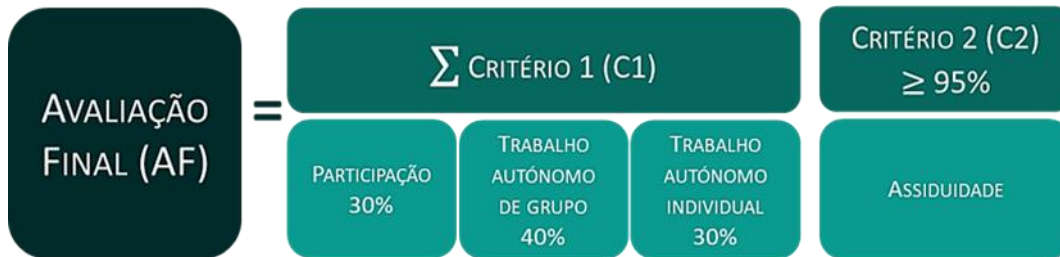 AVALIAÇÃO
FINAL (AF)
=
∑ CRITÉRIO 1 (C1)
PARTICIPAÇÃO
30%
TRABALHO
AUTÓNOMO
DE GRUPO
40%
TRABALHO
AUTÓNOMO
INDIVIDUAL
30%
CRITÉRIO 2 (C2)
≥ 95%
ASSIDUIDADE